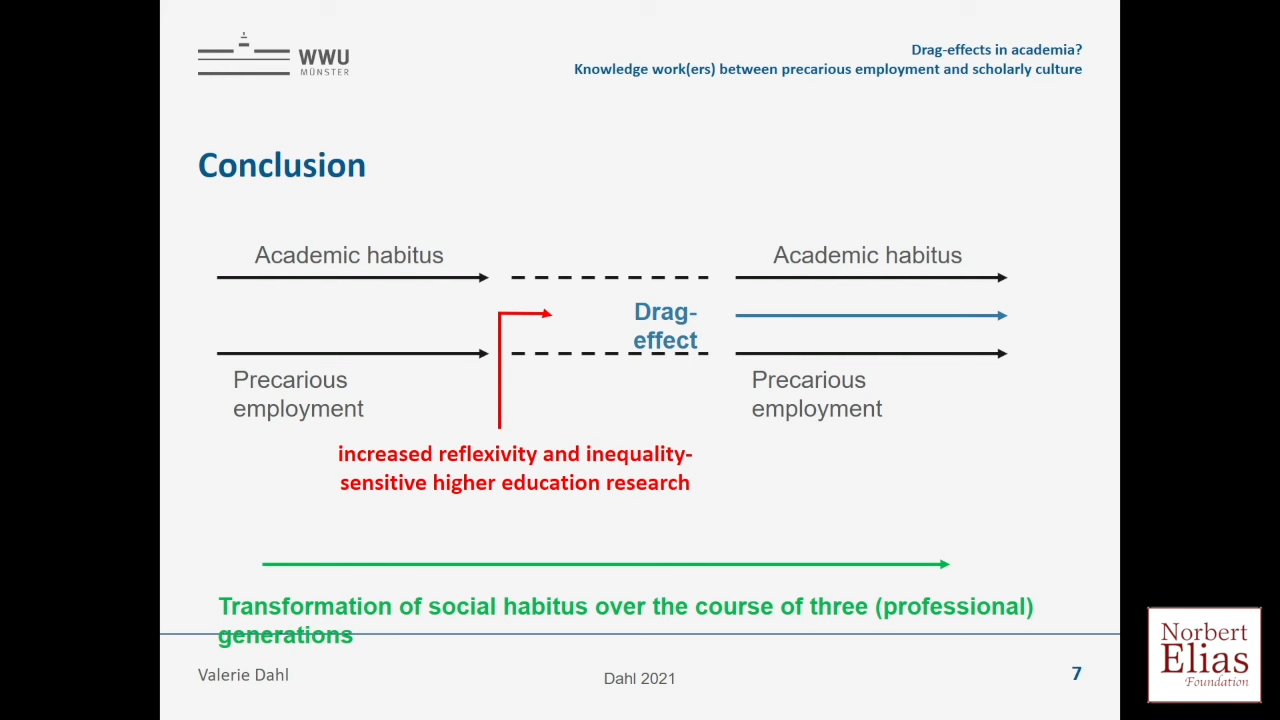 WWU
MÜNSTER
Drag-effects in academia?
Knowledge work(ers) between precarious employment and scholarly culture
Conclusion
Academic habitus
Academic habitus
Drag-
effect
Precarious
employment
Precarious
employment
increased reflexivity and inequality-
sensitive higher education research
Transformation of social habitus over the course of three (professional)
generations
Valerie Dahl
Dahl 2021
7
Norbert
Elias
Foundation